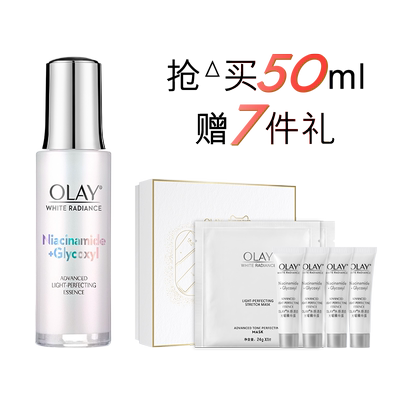 抢△买50ml
赠7件礼
OLAY®
WHITE RADIANCE
Niacinamide
+Glycoxyl
ADVANCED
LIGHT-PERFECTING
ESSENCE
OLAY
WHITE RADIANCE
LIGHT-PERFECTING
STRETCH MASK
ADVANCED TONE PERFECTING
MASK
OLAY
OLAY
OLAY
OLAY